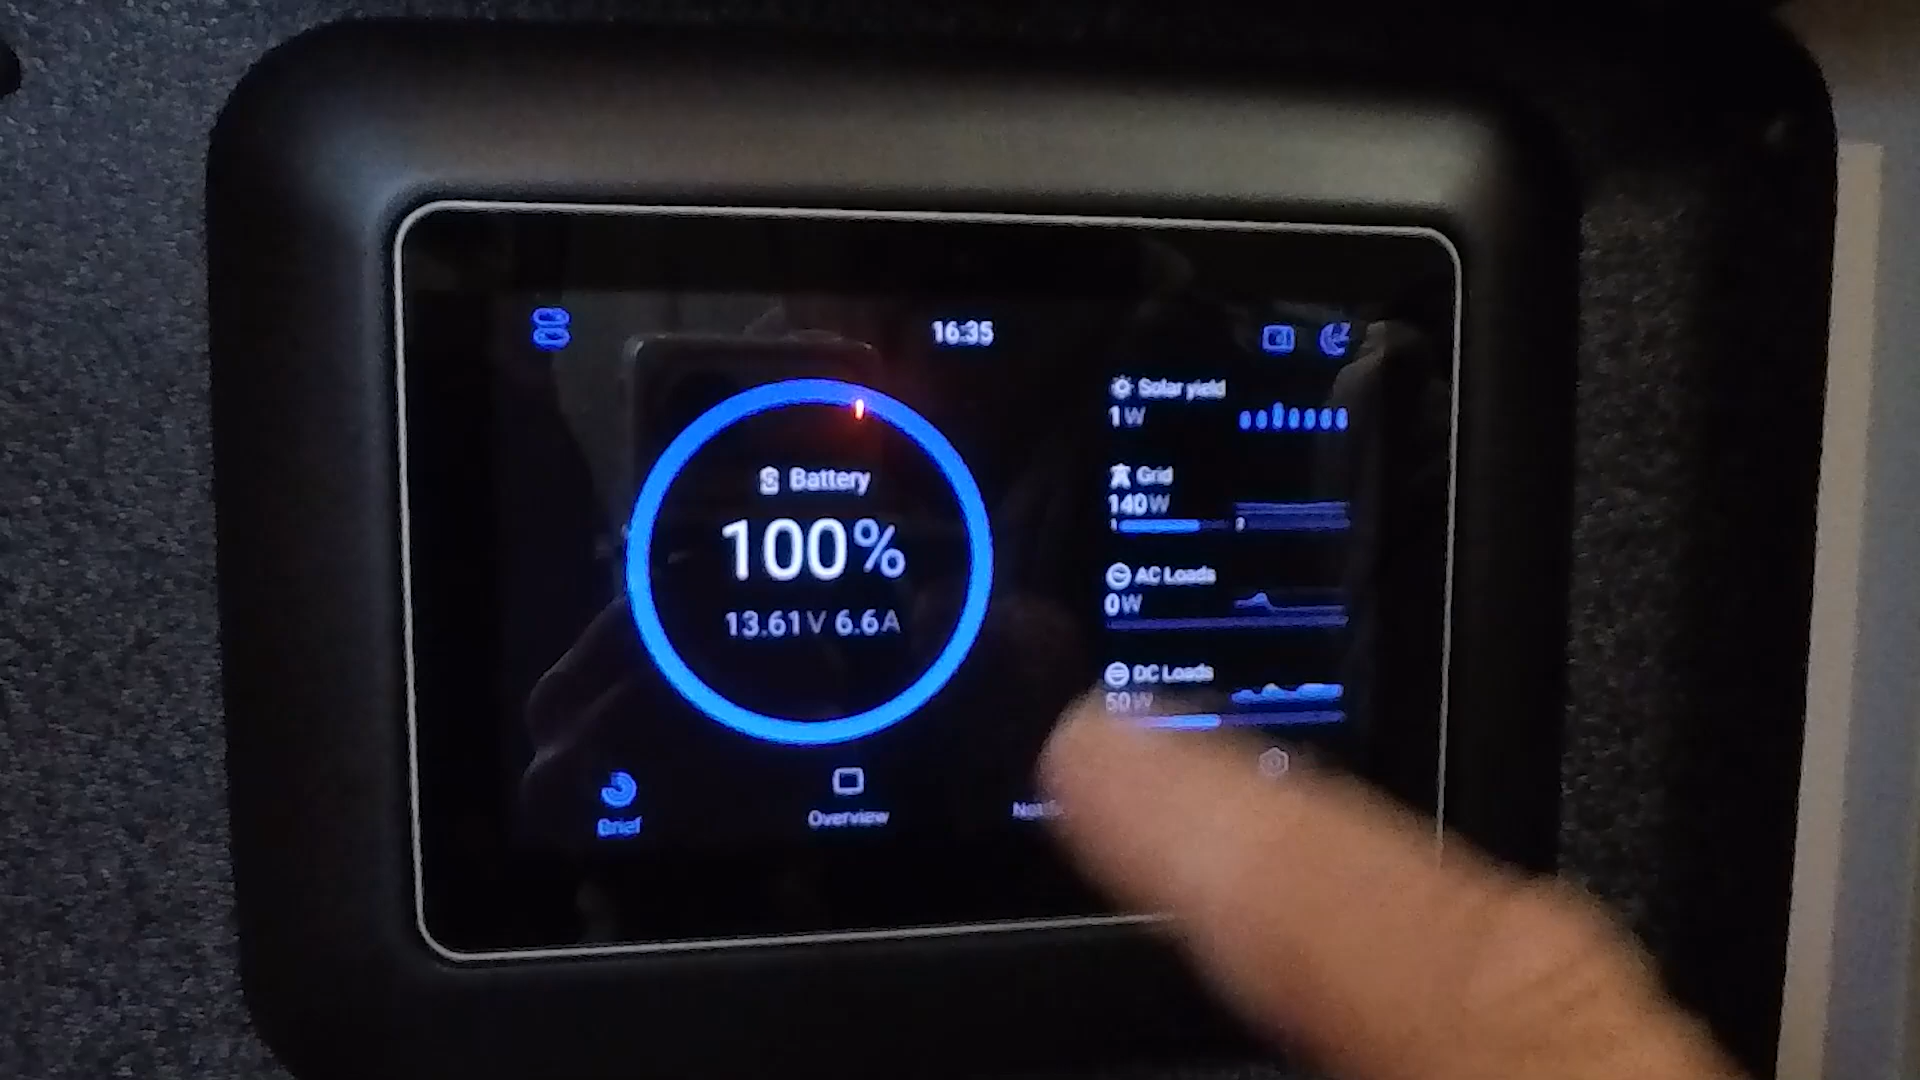 16:35
Solar yield
1W
Grid
140W
Battery
100%
13.61V 6.6A
AC Loads
0W
DC Loads
50W
Brief
Overview